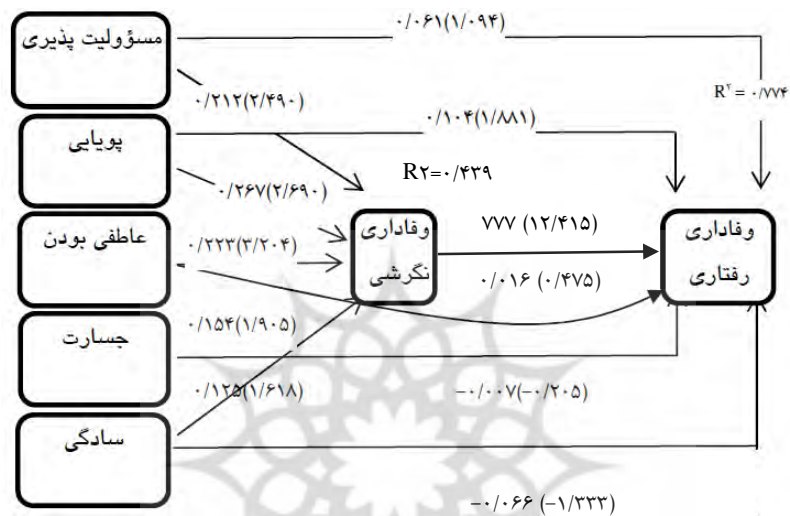 مسؤولیت پذیری
۰/۰۶۱(۱/۰۹۴)
R۲ = ۰/۷۷۴
۰/۲۱۲(۲/۴۹۰)
۰/۱۰۴(۱/۸۸۱)
پویایی
R۲=۰/۴۳۹
۰/۲۶۷(۲/۶۹۰)
عاطفی بودن
۰/۲۲۳(۳/۲۰۴)
وفاداری
نگرشی
۷۷۷ (۱۲/۴۱۵)
۰/۰۱۶ (۰/۴۷۵)
وفاداری
رفتاری
جسارت
۰/۱۵۴(۱/۹۰۵)
۰/۱۲۵(۱/۶۱۸)
−۰/۰۰۷(−۰/۲۰۵)
سادگی
−۰/۰۶۶ (−۱/۳۳۳)